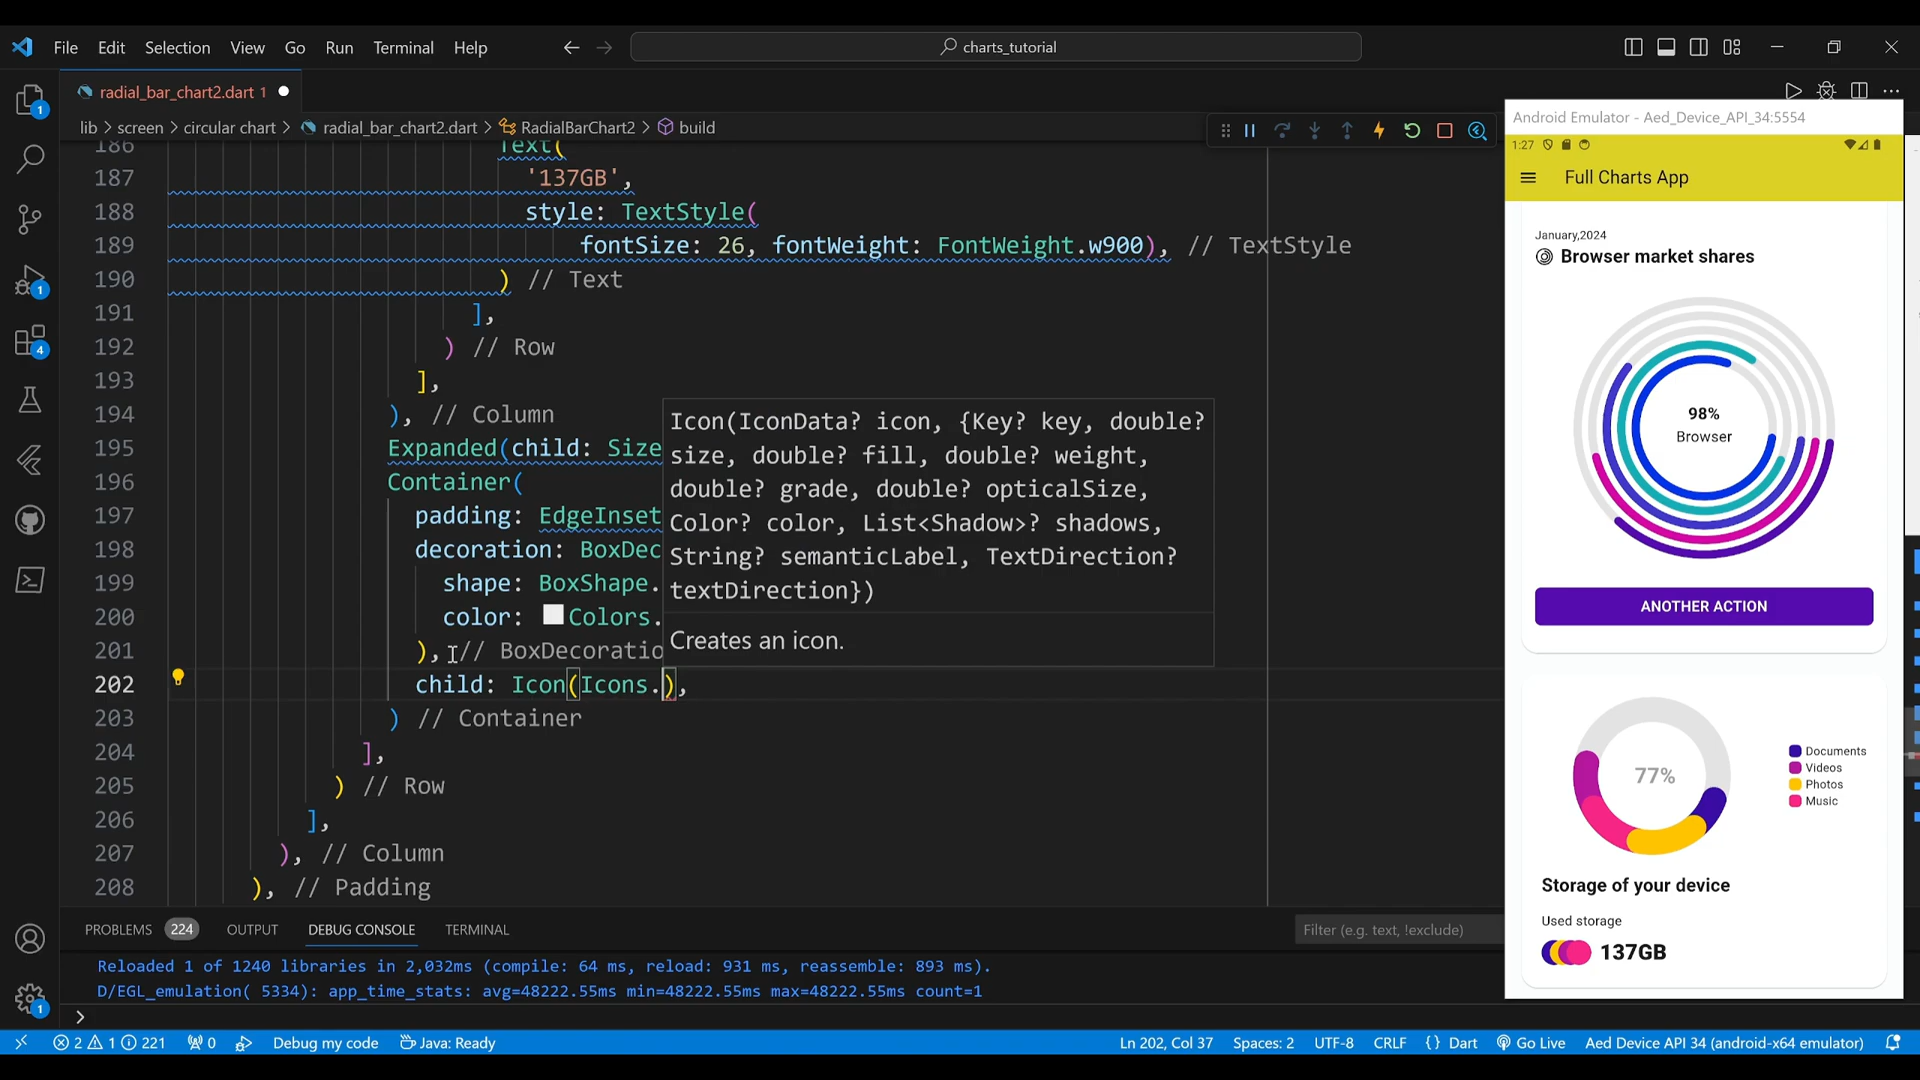 File Edit Selection View Go Run Terminal Help
charts_tutorial
radial_bar_chart2.dart 1
lib > screen > circular chart > radial_bar_chart2.dart > RadialBarChart2 > build
186 Text(
187 '137GB',
188 style: TextStyle(
189 fontSize: 26, fontWeight: FontWeight.w900), // TextStyle
190 ) // Text
191 ],
192 ) // Row
193 ],
194 ), // Column
195 Expanded(child: Size
196 Container(
197 padding: EdgeInset
198 decoration: BoxDec
199 shape: BoxShape.
200 color: Colors.
201 ), // BoxDecoratio
202 child: Icon(Icons.),
203 ) // Container
204 ],
205 ) // Row
206 ],
207 ), // Column
208 ), // Padding
Icon(IconData? icon, {Key? key, double?
size, double? fill, double? weight,
double? grade, double? opticalSize,
Color? color, List<Shadow>? shadows,
String? semanticLabel, TextDirection?
textDirection})
Creates an icon.
PROBLEMS 224 OUTPUT DEBUG CONSOLE TERMINAL
Filter (e.g. text, !exclude)
Reloaded 1 of 1240 libraries in 2,032ms (compile: 64 ms, reload: 931 ms, reassemble: 893 ms).
D/EGL_emulation( 5334): app_time_stats: avg=48222.55ms min=48222.55ms max=48222.55ms count=1
>
2 1 221 0 Debug my code Java: Ready Ln 202, Col 37 Spaces: 2 UTF-8 CRLF {} Dart Go Live Aed Device API 34 (android-x64 emulator)
1
1
4
1
Android Emulator - Aed_Device_API_34:5554
1:27
Full Charts App
January,2024
Browser market shares
98%
Browser
ANOTHER ACTION
77%
Documents
Videos
Photos
Music
Storage of your device
Used storage
137GB